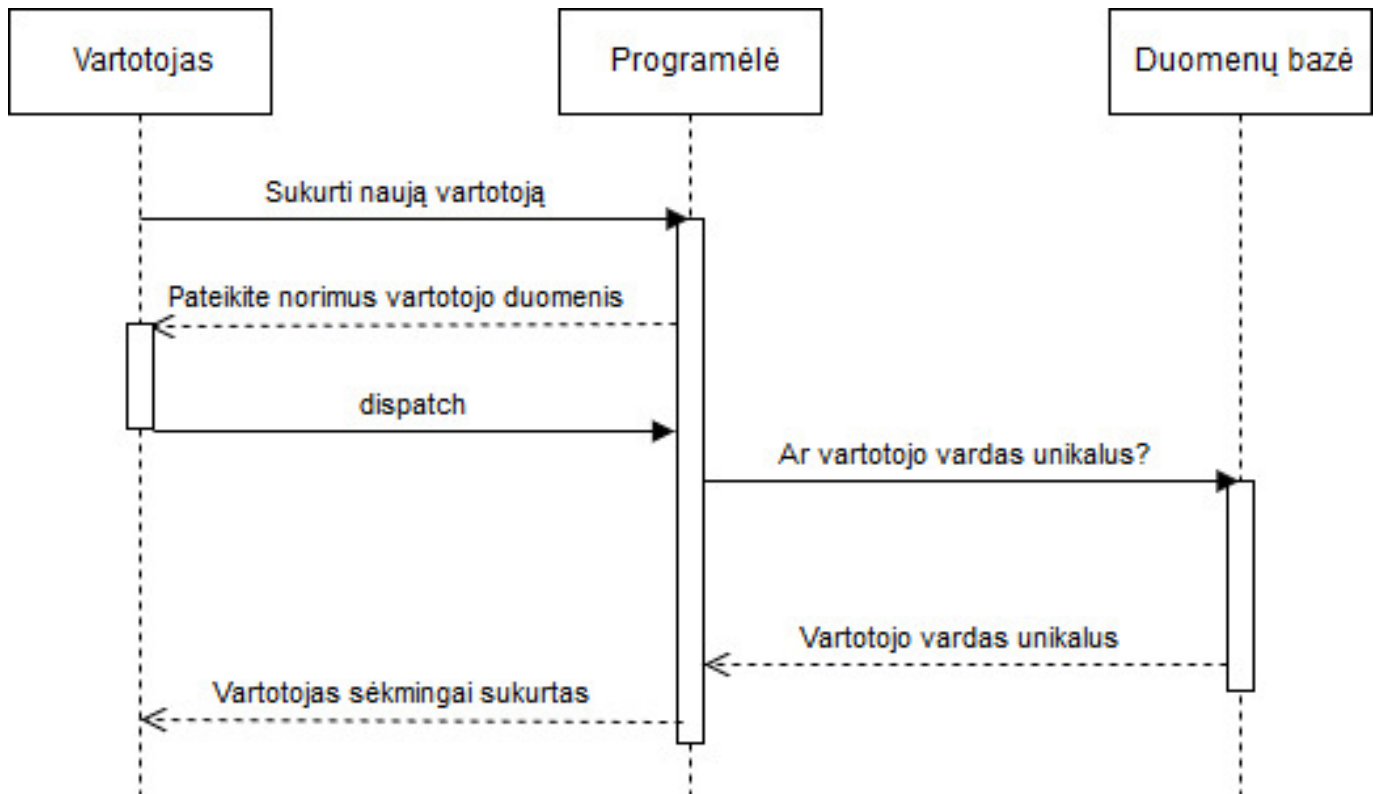 Vartotojas
Programėlė
Duomenų bazė
Sukurti naują vartotoją
Pateikite norimus vartotojo duomenis
dispatch
Ar vartotojo vardas unikalus?
Vartotojo vardas unikalus
Vartotojas sėkmingai sukurtas